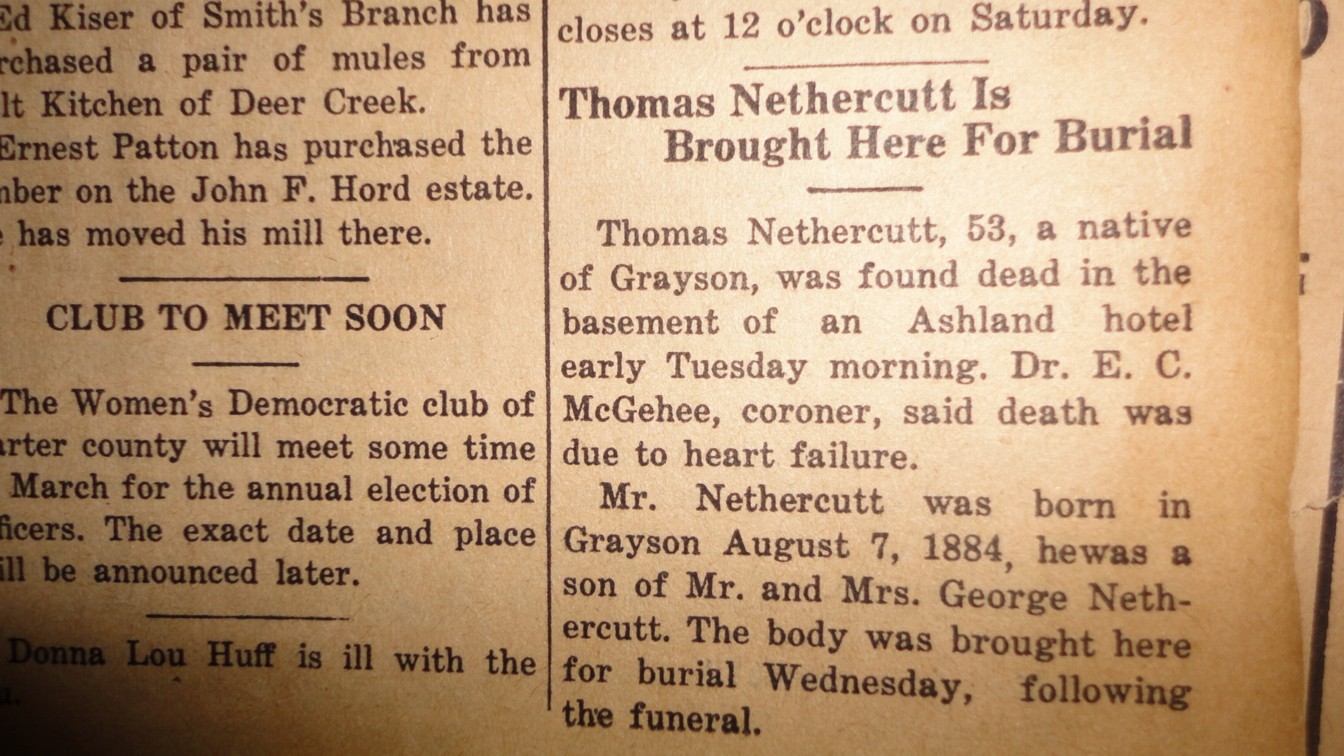 Ed Kiser of Smith's Branch has
rchased a pair of mules from
lt Kitchen of Deer Creek.
Ernest Patton has purchased the
mber on the John F. Hord estate.
e has moved his mill there.
CLUB TO MEET SOON
The Women's Democratic club of
arter county will meet some time
March for the annual election of
ficers. The exact date and place
ill be announced later.
Donna Lou Huff is ill with the
closes at 12 o'clock on Saturday.
Thomas Nethercutt Is
Brought Here For Burial
Thomas Nethercutt, 53, a native
of Grayson, was found dead in the
basement of an Ashland hotel
early Tuesday morning. Dr. E. C.
McGehee, coroner, said death was
due to heart failure.
Mr. Nethercutt was born in
Grayson August 7, 1884, hewas a
son of Mr. and Mrs. George Neth-
ercutt. The body was brought here
for burial Wednesday, following
the funeral.